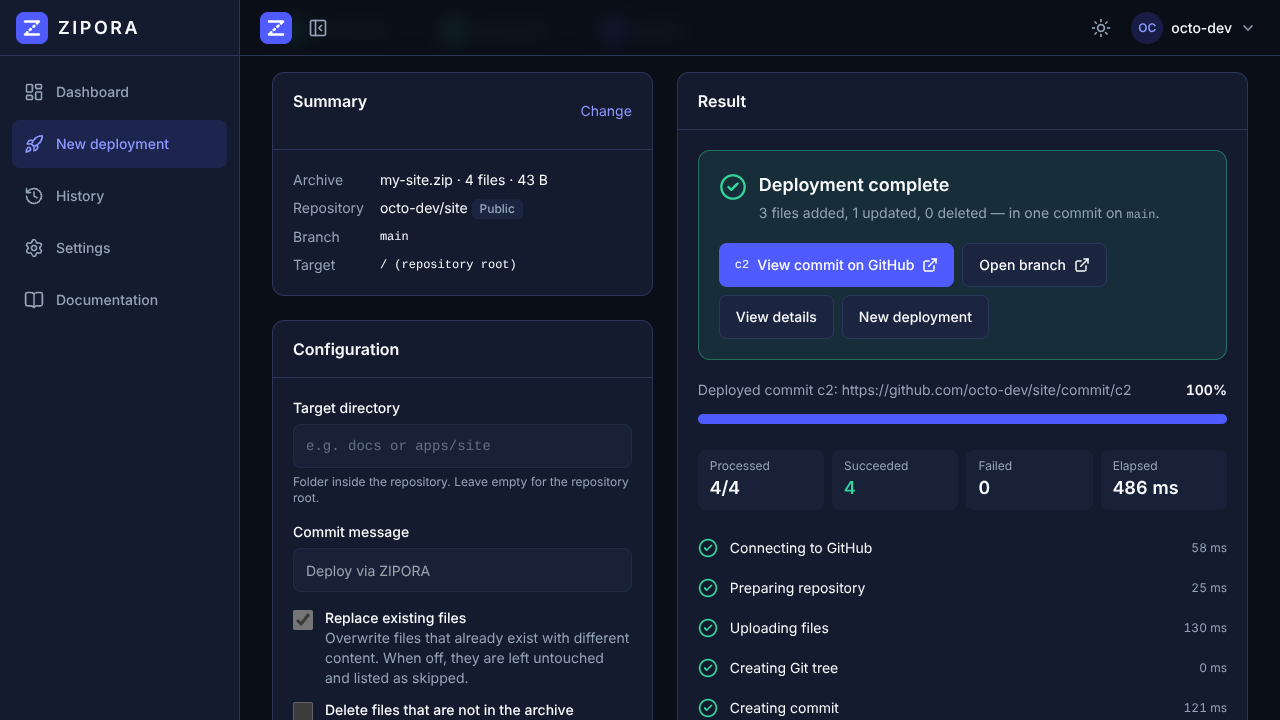 ZIPORA
octo-dev
OC
Dashboard
New deployment
History
Settings
Documentation
Summary
Change
Archive my-site.zip · 4 files · 43 B
Repository octo-dev/site Public
Branch main
Target / (repository root)
Configuration
Target directory
e.g. docs or apps/site
Folder inside the repository. Leave empty for the repository
root.
Commit message
Deploy via ZIPORA
Replace existing files
Overwrite files that already exist with different
content. When off, they are left untouched
and listed as skipped.
Delete files that are not in the archive
Result
Deployment complete
3 files added, 1 updated, 0 deleted — in one commit on main.
c2 View commit on GitHub
Open branch
View details
New deployment
Deployed commit c2: https://github.com/octo-dev/site/commit/c2 100%
Processed Succeeded Failed Elapsed
4/4 4 0 486 ms
Connecting to GitHub 58 ms
Preparing repository 25 ms
Uploading files 130 ms
Creating Git tree 0 ms
Creating commit 121 ms